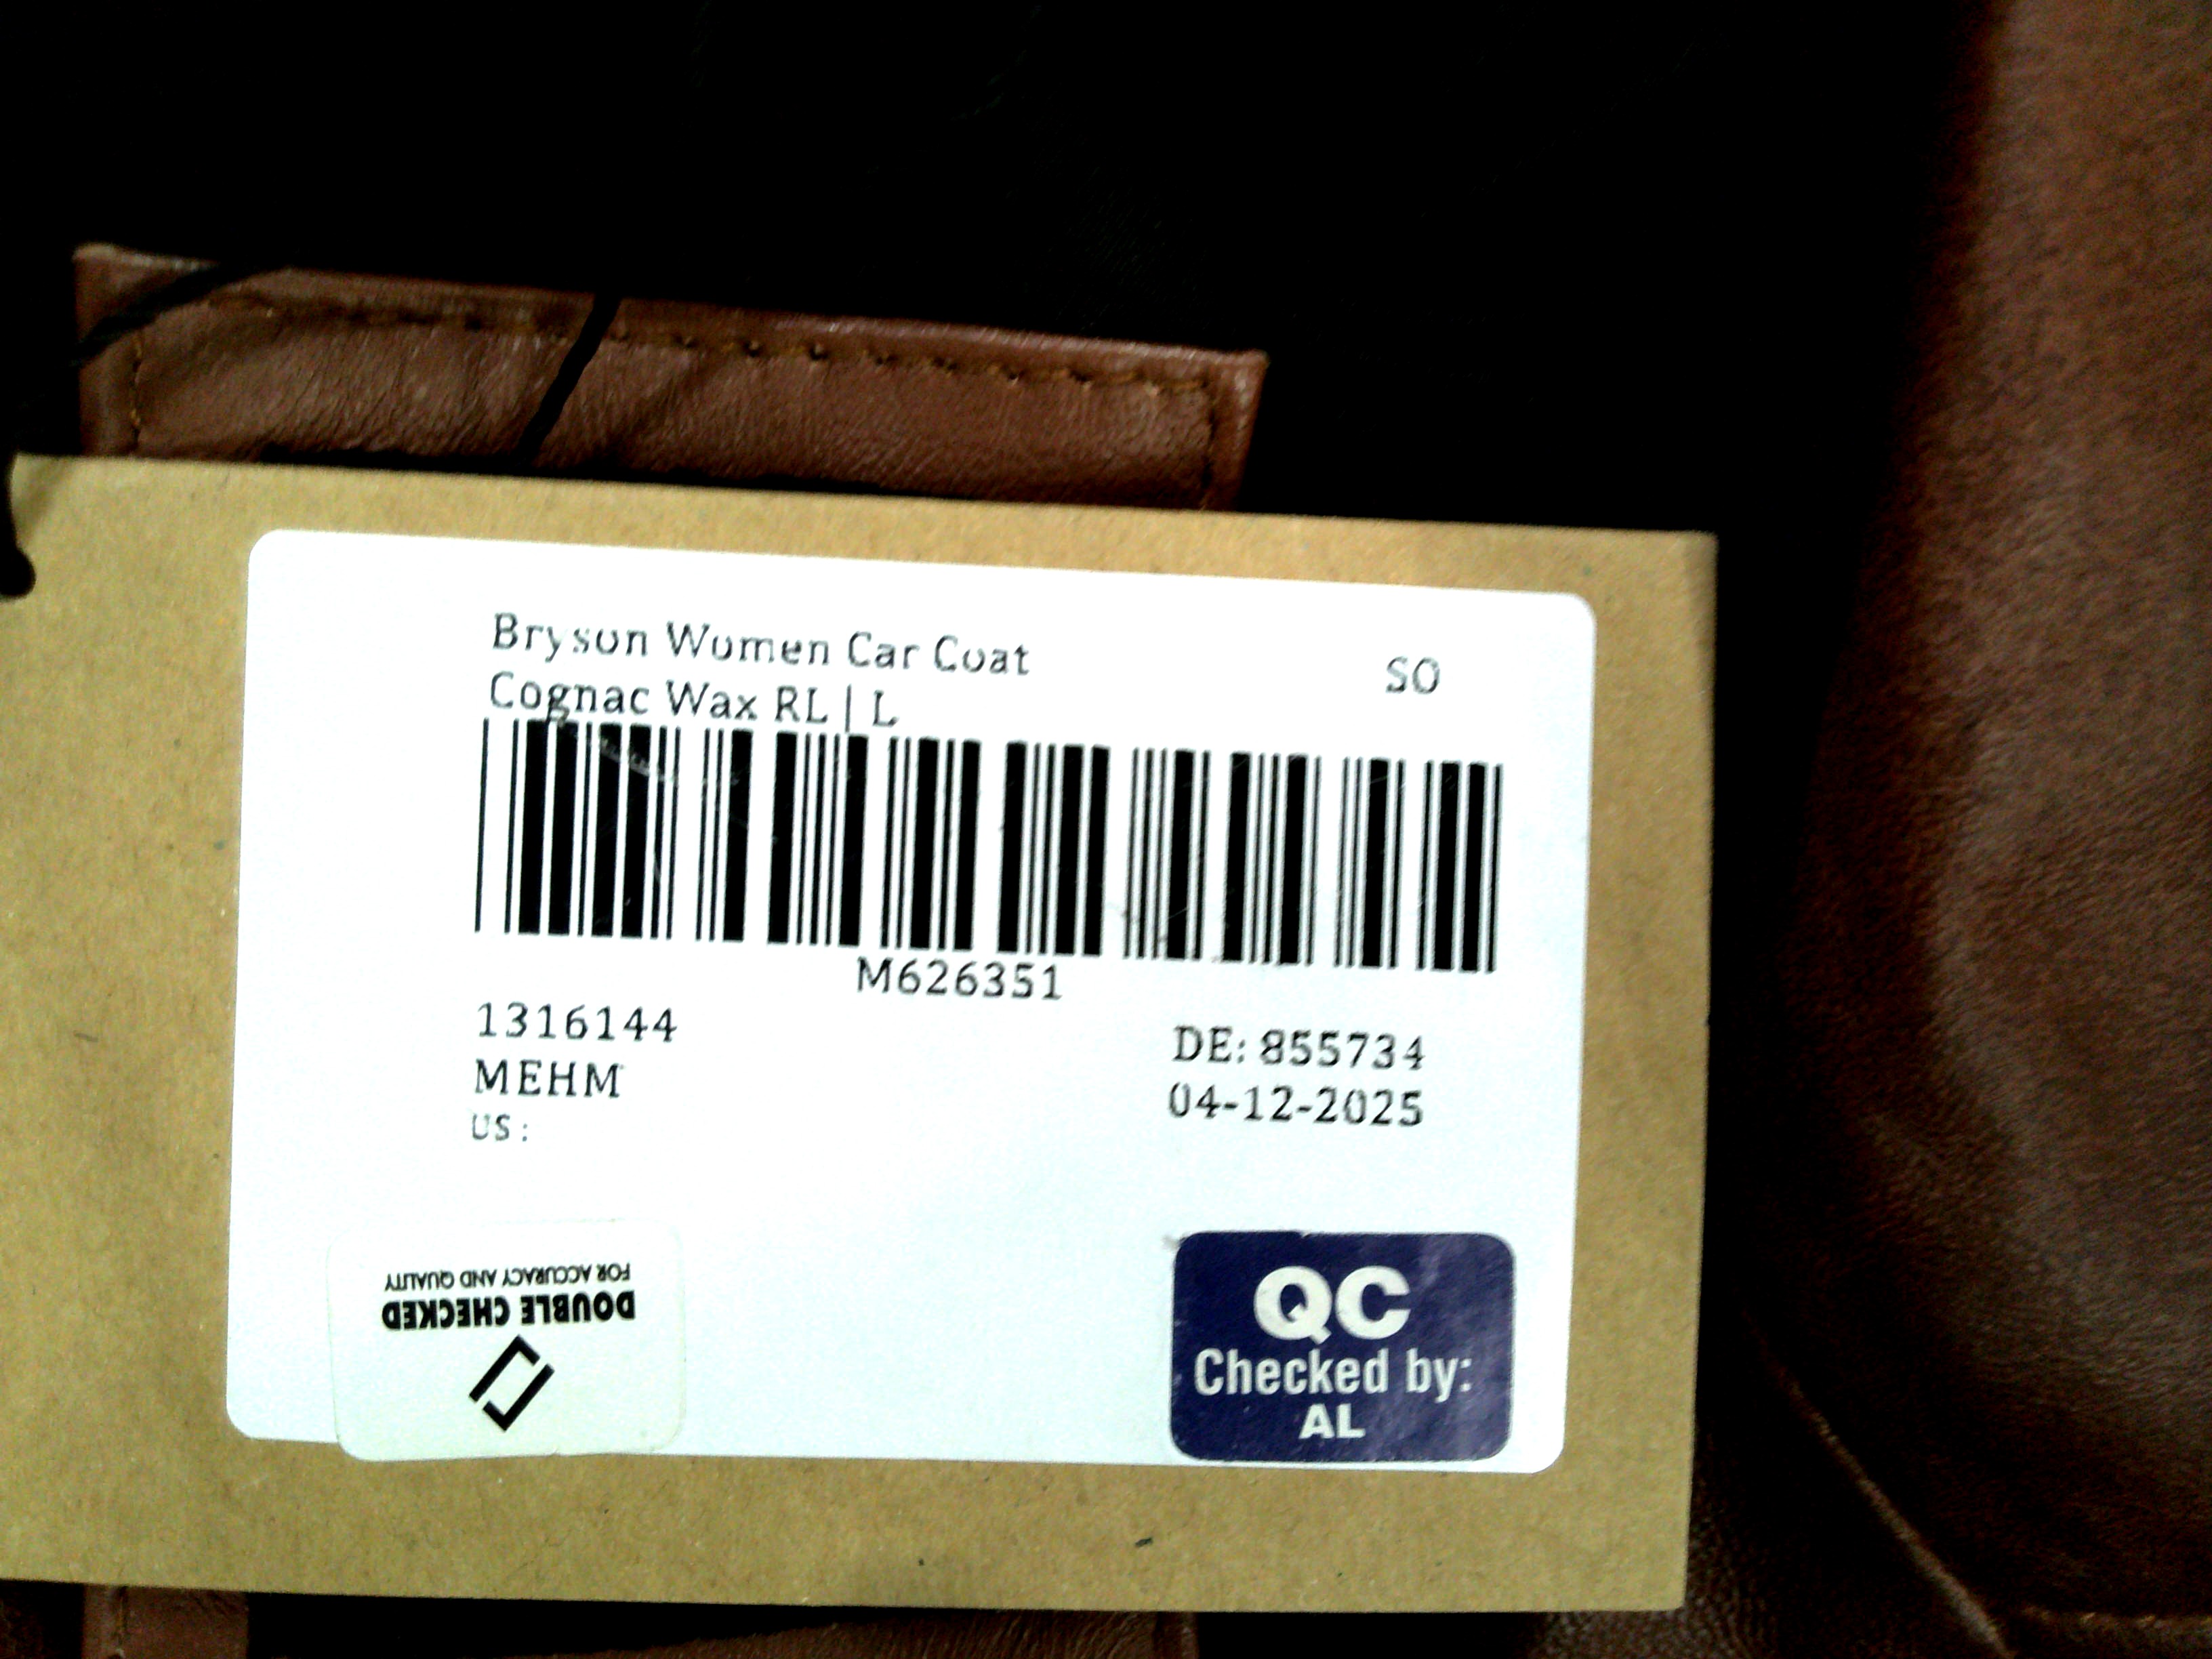 Bryson Women Car Coat
SO
Cognac Wax RL | L
M626351
1316144
DE: 855734
MEHM
04-12-2025
US :
DOUBLE CHECKED
FOR ACCURACY AND QUALITY
QC
Checked by:
AL